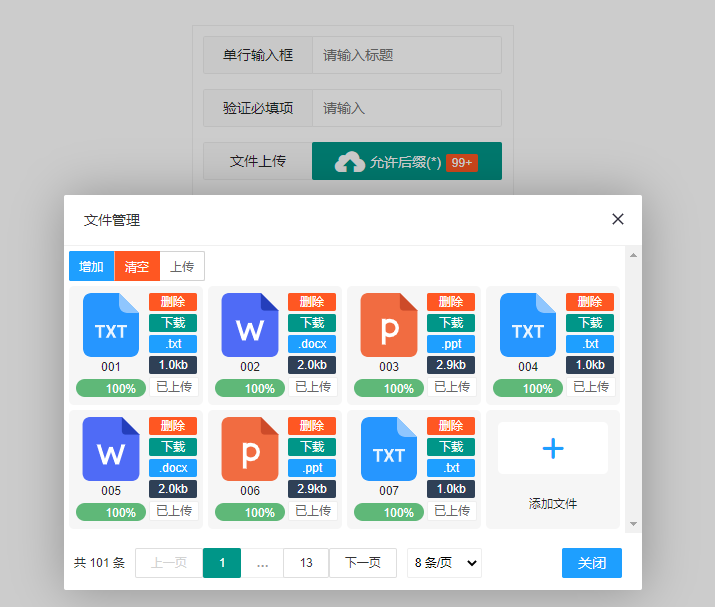 单行输入框 请输入标题
验证必填项 请输入
文件上传 允许后缀(*) 99+
文件管理
增加 清空 上传
TXT 001 删除 下载 .txt 1.0kb 100% 已上传
W 002 删除 下载 .docx 2.0kb 100% 已上传
p 003 删除 下载 .ppt 2.9kb 100% 已上传
TXT 004 删除 下载 .txt 1.0kb 100% 已上传
W 005 删除 下载 .docx 2.0kb 100% 已上传
p 006 删除 下载 .ppt 2.9kb 100% 已上传
TXT 007 删除 下载 .txt 1.0kb 100% 已上传
添加文件
共 101 条 上一页 1 ... 13 下一页 8 条/页 关闭